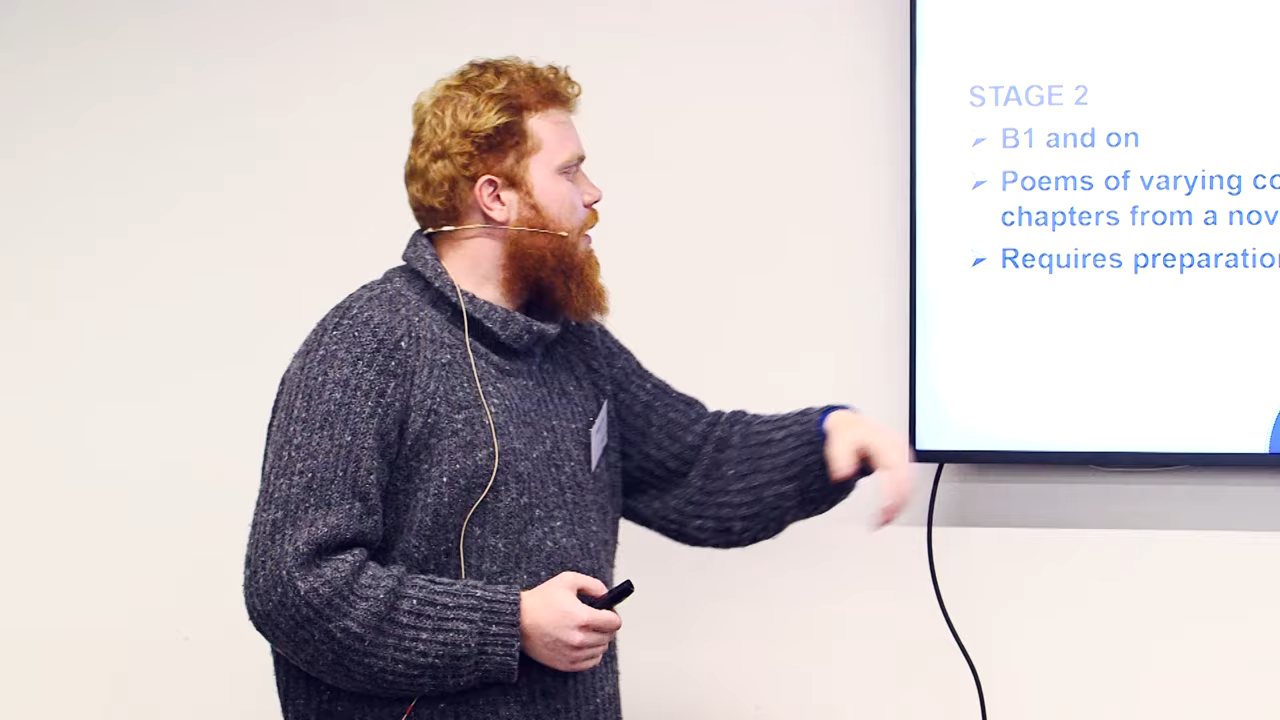 STAGE 2
➢ B1 and on
➢ Poems of varying
chapters from a
➢ Requires